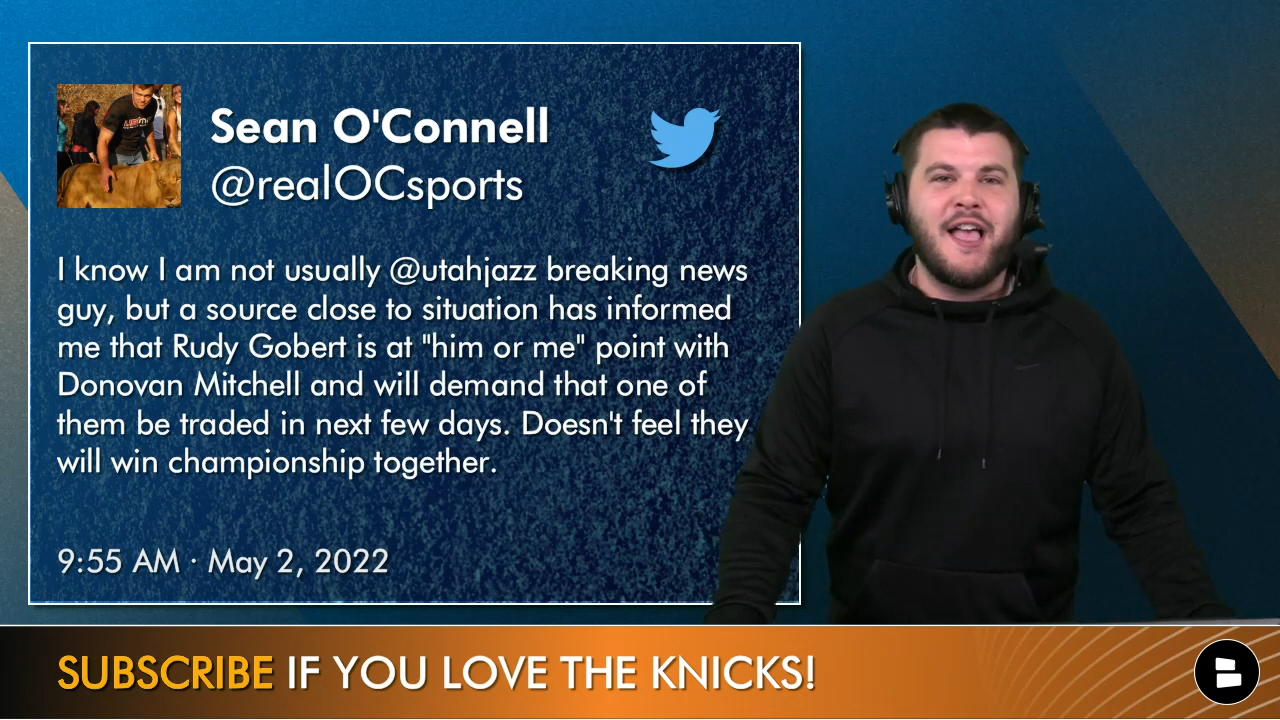 Sean O'Connell
@realOCsports
I know I am not usually @utahjazz breaking news
guy, but a source close to situation has informed
me that Rudy Gobert is at "him or me" point with
Donovan Mitchell and will demand that one of
them be traded in next few days. Doesn't feel they
will win championship together.
9:55 AM · May 2, 2022
SUBSCRIBE IF YOU LOVE THE KNICKS!